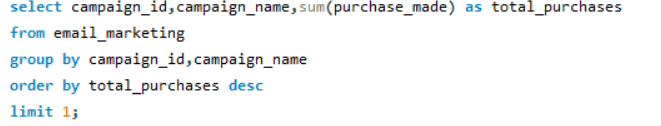 select campaign_id,campaign_name,sum(purchase_made) as total_purchases
from email_marketing
group by campaign_id,campaign_name
order by total_purchases desc
limit 1;